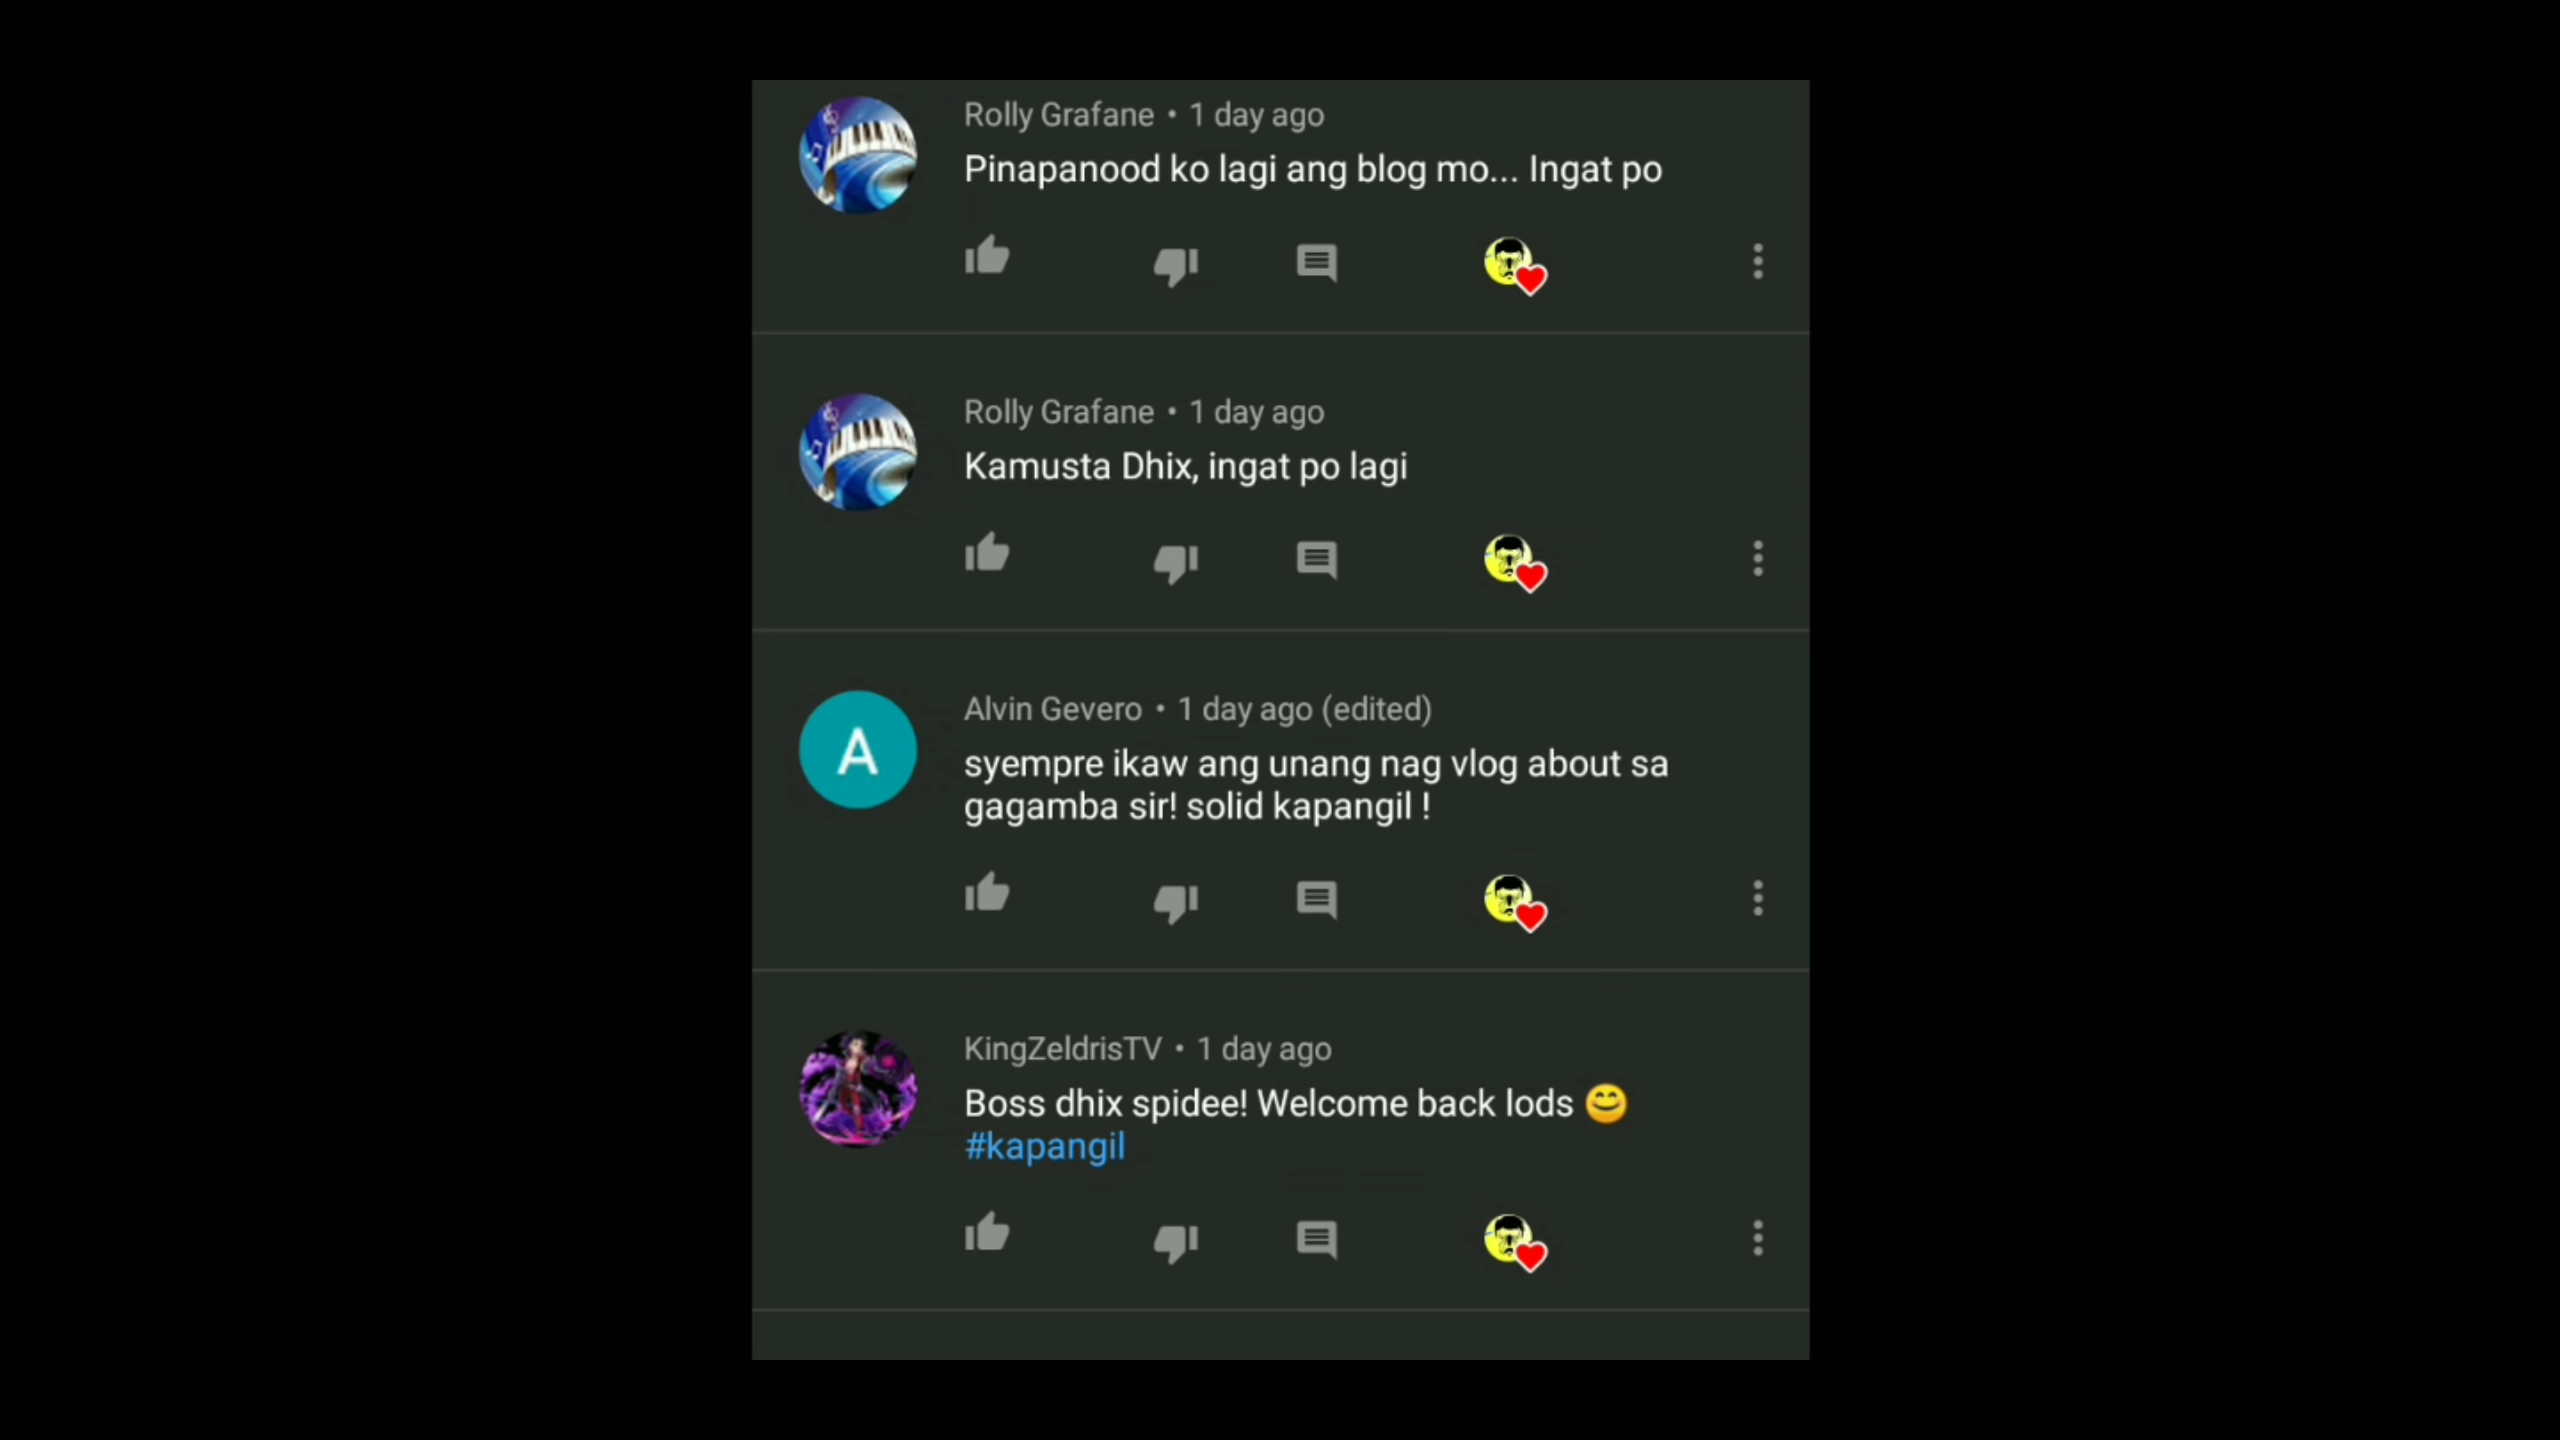 Rolly Grafane • 1 day ago
Pinapanood ko lagi ang blog mo... Ingat po
Rolly Grafane • 1 day ago
Kamusta Dhix, ingat po lagi
A
Alvin Gevero • 1 day ago (edited)
syempre ikaw ang unang nag vlog about sa
gagamba sir! solid kapangil !
KingZeldrisTV • 1 day ago
Boss dhix spidee! Welcome back lods 😊
#kapangil